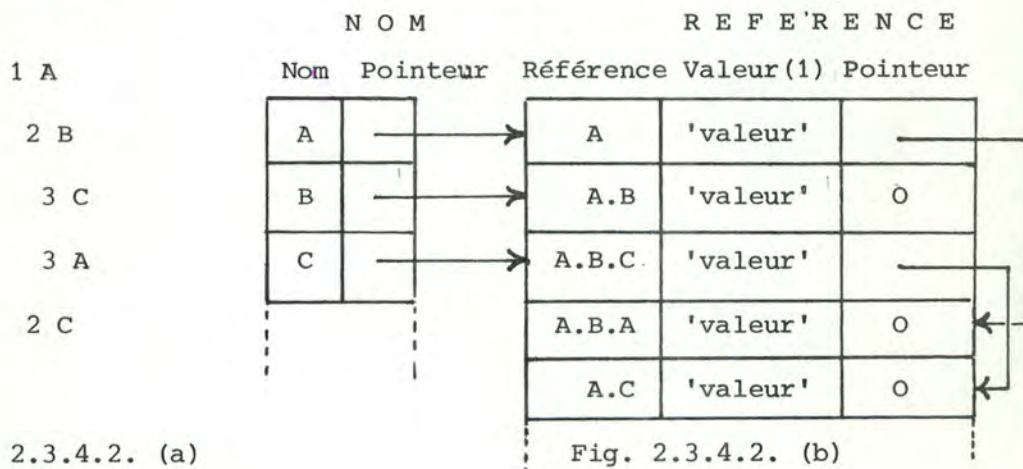 N O M R E F E R E N C E
1 A Nom Pointeur Référence Valeur(1) Pointeur
2 B A A 'valeur'
3 C B A.B 'valeur' O
3 A C A.B.C 'valeur'
2 C A.B.A 'valeur' O
A.C 'valeur' O
2.3.4.2. (a) Fig. 2.3.4.2. (b)